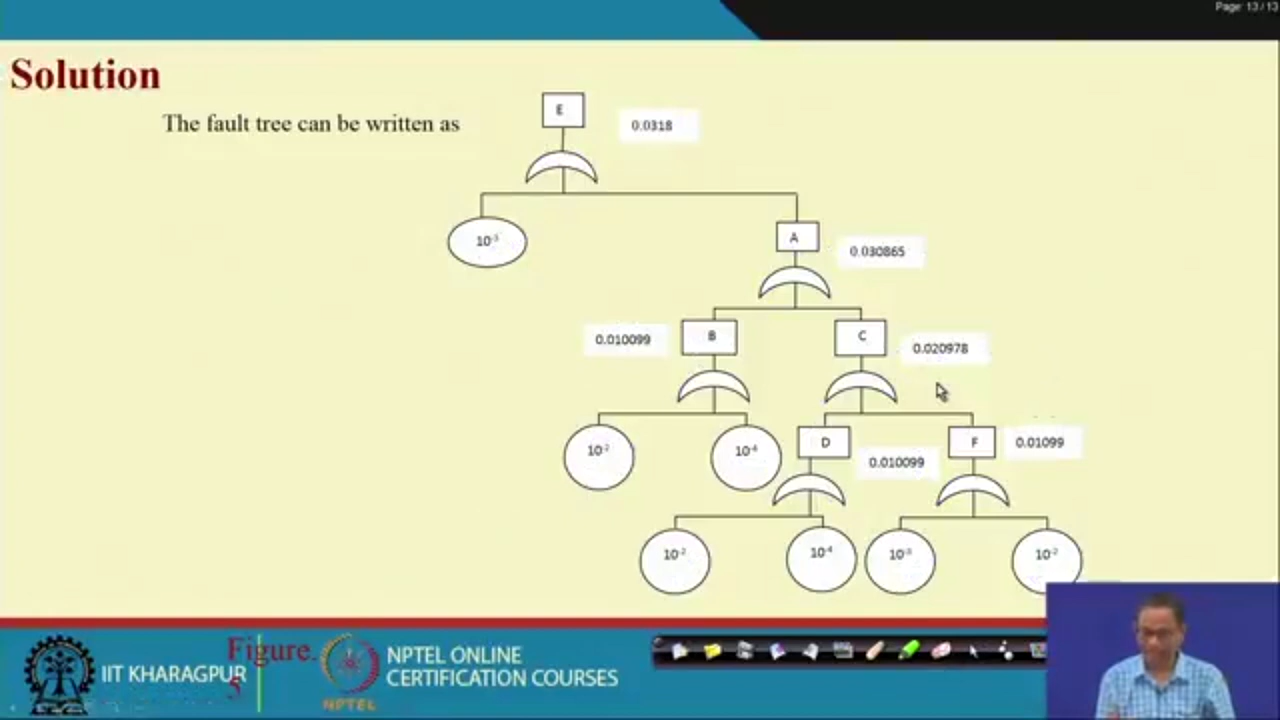 Page: 13 / 13
Solution
The fault tree can be written as
E
0.0318
10-3
A
0.030865
0.010099
B
C
0.020978
10-2
10-4
D
0.010099
F
0.01099
10-2
10-4
10-3
10-2
IIT KHARAGPUR
Figure.
5
NPTEL
NPTEL ONLINE
CERTIFICATION COURSES